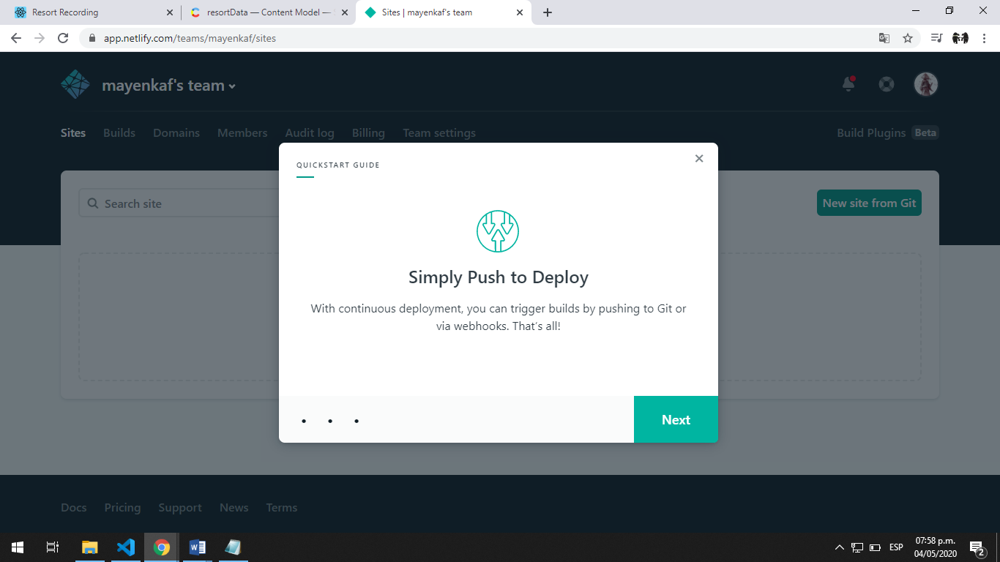 Resort Recording
resortData — Content Model —
Sites | mayenkaf's team
app.netlify.com/teams/mayenkaf/sites
mayenkaf's team
Sites
Builds
Domains
Members
Audit log
Billing
Team settings
Build Plugins
Beta
QUICKSTART GUIDE
Search site
New site from Git
Simply Push to Deploy
With continuous deployment, you can trigger builds by pushing to Git or
via webhooks. That’s all!
Next
Docs
Pricing
Support
News
Terms
ESP
07:58 p.m.
04/05/2020
2